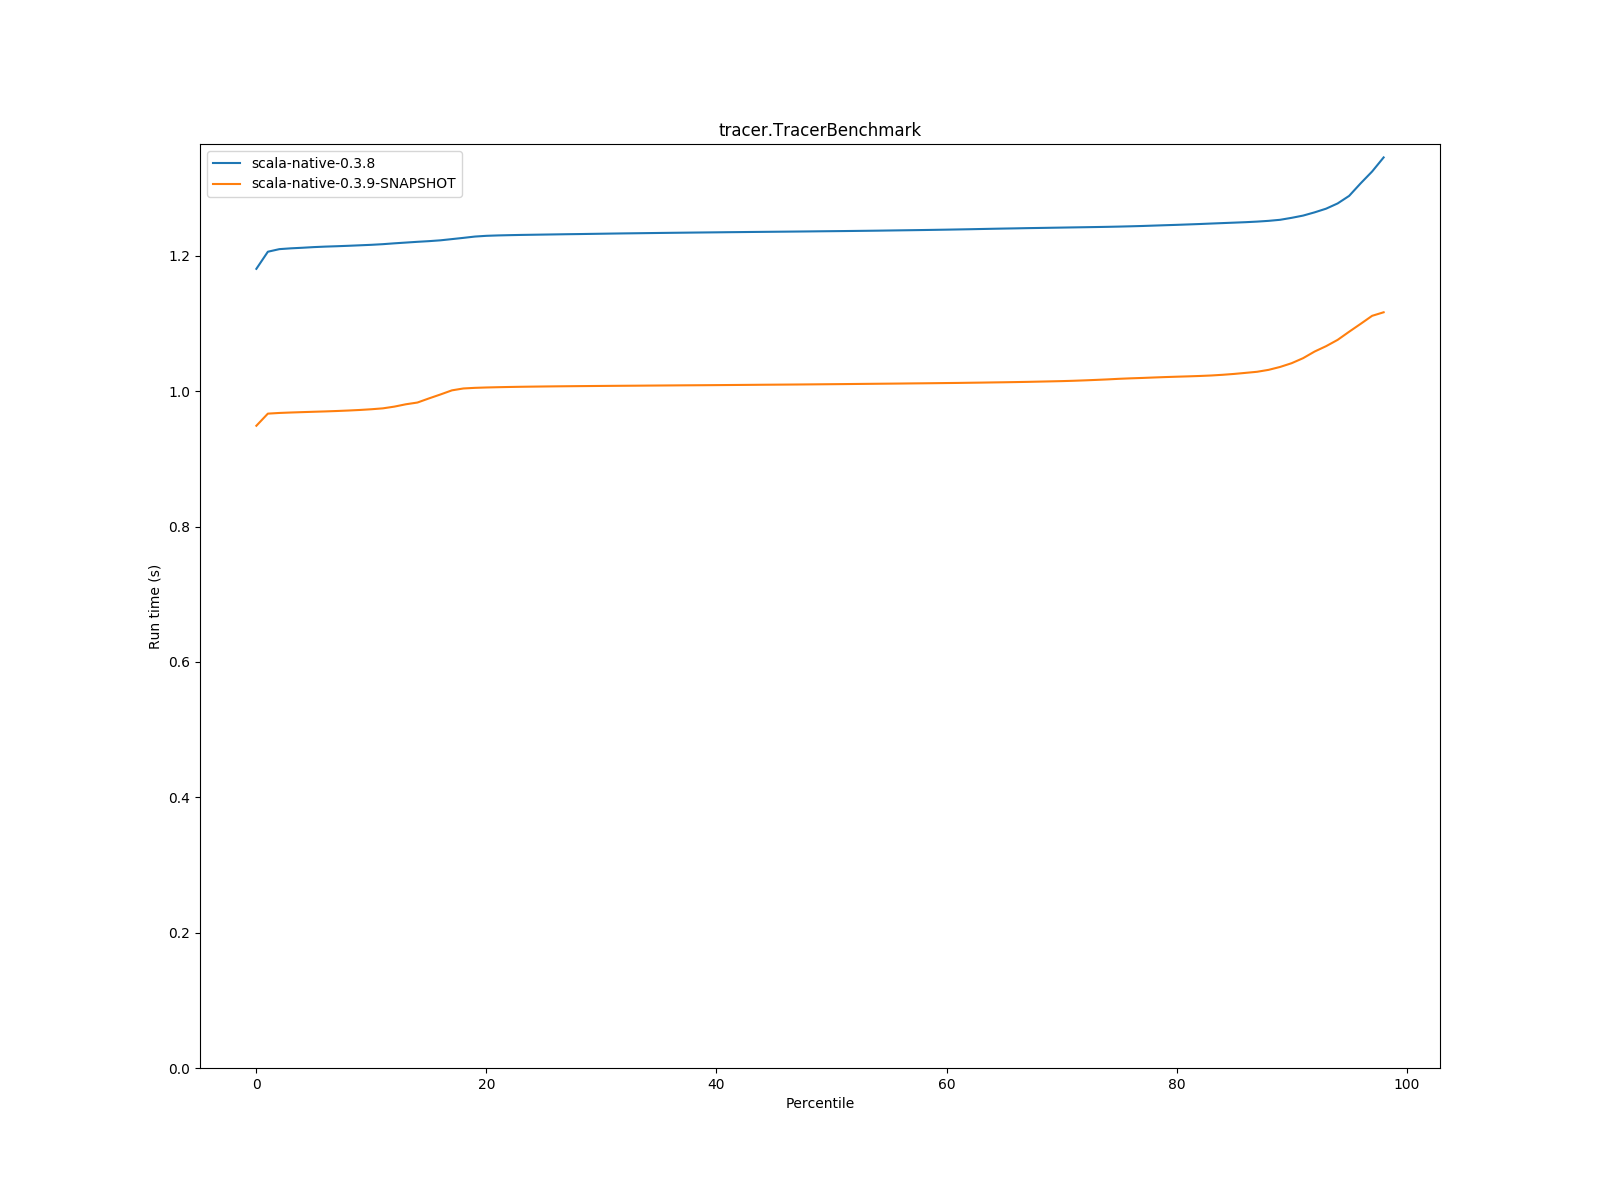 tracer.TracerBenchmark
scala-native-0.3.8
scala-native-0.3.9-SNAPSHOT
1.2
1.0
0.8
0.6
0.4
0.2
0.0
Run time (s)
0 20 40 60 80 100
Percentile